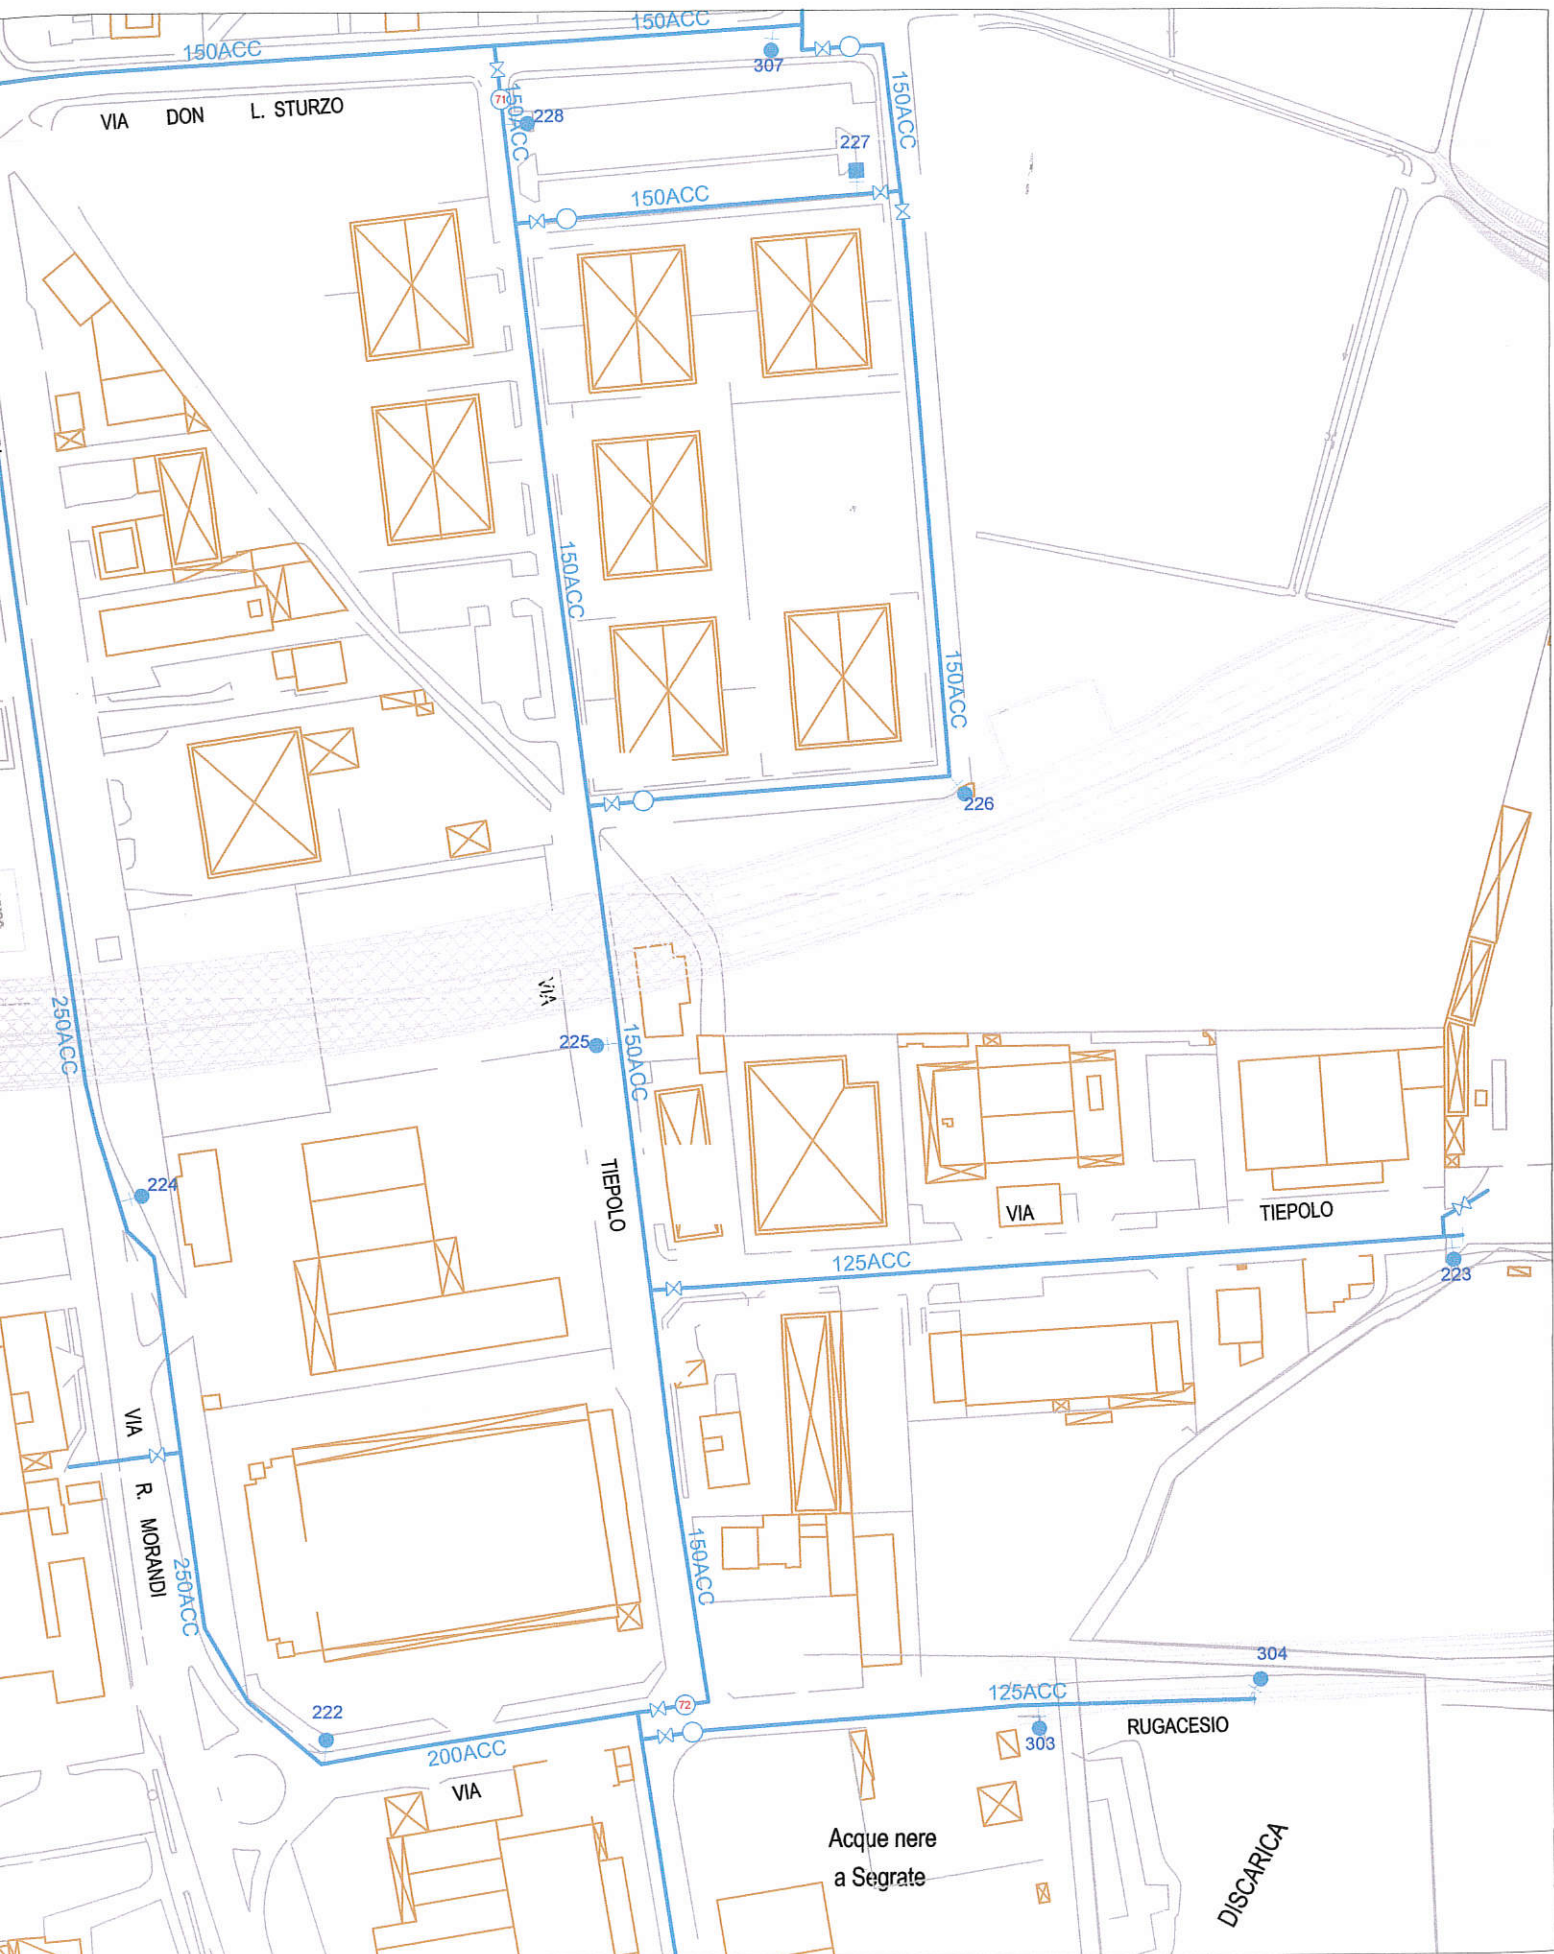 150ACC
150ACC
307
VIA DON L. STURZO
71
150ACC
228
150ACC
227
150ACC
150ACC
150ACC
226
VIA
250ACC
225
150ACC
224
TIEPOLO
VIA TIEPOLO
125ACC
223
VIA
R. MORANDI
250ACC
150ACC
304
72
125ACC
222
303
RUGACESIO
200ACC
VIA
Acque nere
a Segrate
DISCARICA